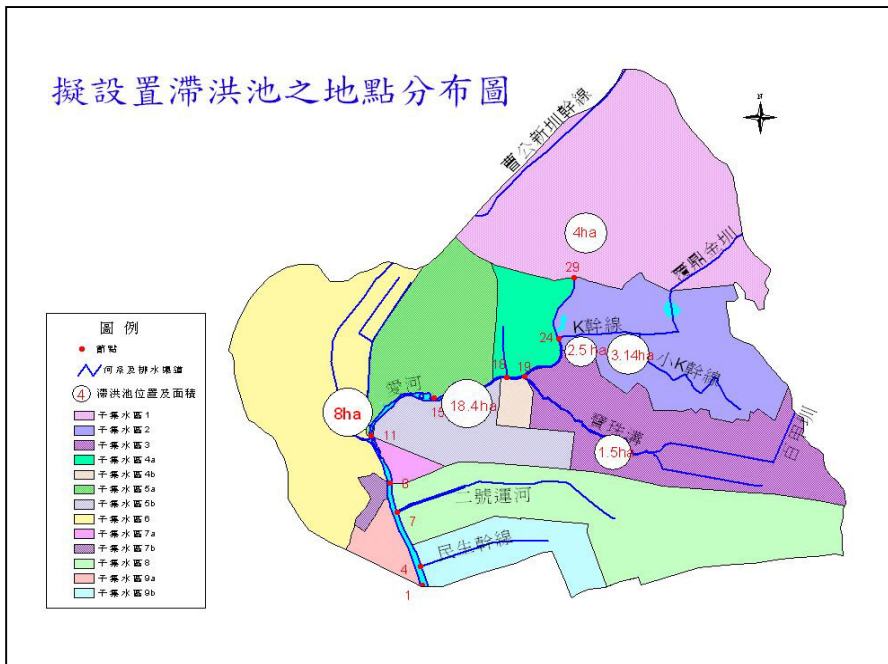 擬設置滯洪池之地點分布圖
N
曹公新圳幹線
4ha
灣鼎金圳
29
K幹線
24
2.5 ha
3.14ha
小K幹線
18
19
愛河
15
18.4ha
8ha
寶珠溝
11
1.5ha
8
二號運河
7
民生幹線
4
1
圖 例
節點
河系及排水渠道
4 滯洪池位置及面積
子集水區1
子集水區2
子集水區3
子集水區4a
子集水區4b
子集水區5a
子集水區5b
子集水區6
子集水區7a
子集水區7b
子集水區8
子集水區9a
子集水區9b